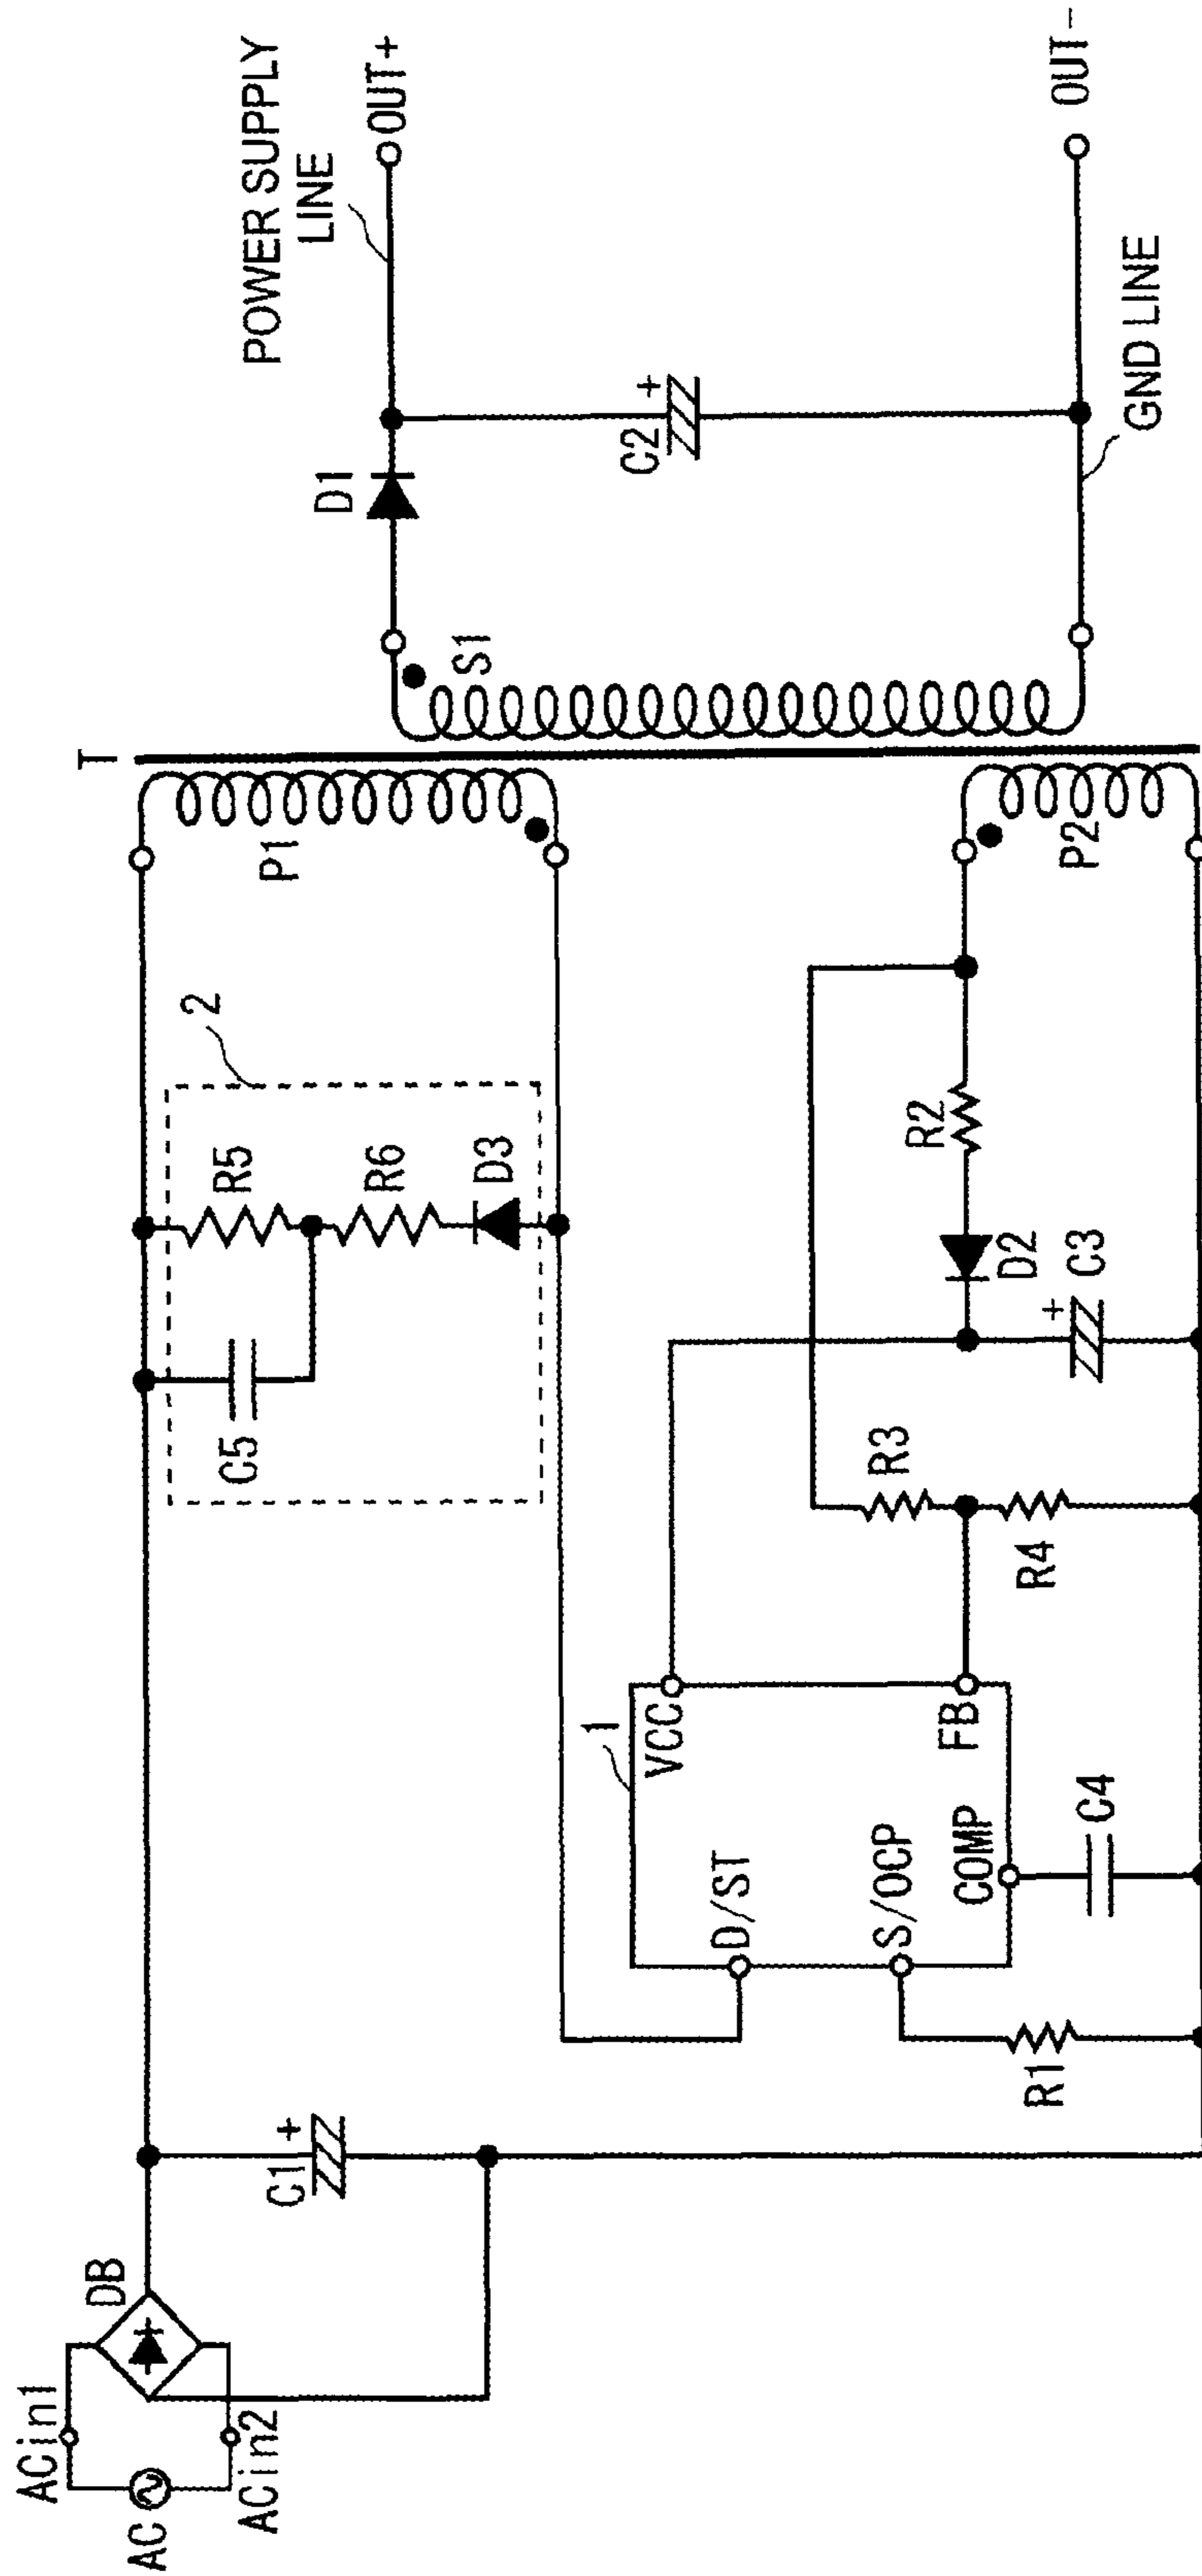 ACin1
AC
ACin2
DB
C1
+
T
P1
2
R5
R6
C5
D3
S1
D1
C2
+
POWER SUPPLY
LINE
OUT+
OUT-
GND LINE
1
D/ST
VCC
S/OCP
COMP
FB
R1
C4
R3
R4
R2
D2
+
C3
P2